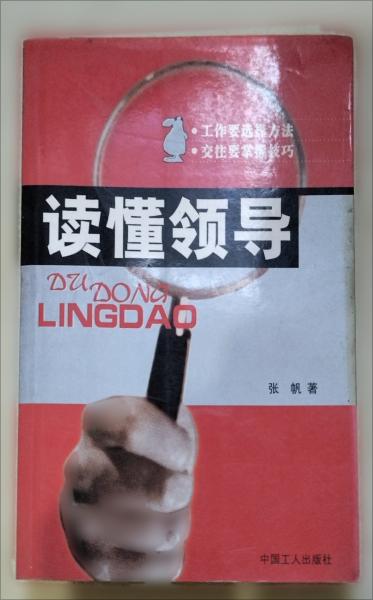 ·工作要选择方法
·交往要掌握技巧
读懂领导
DU DONG
LINGDAO
张 帆 著
中国工人出版社